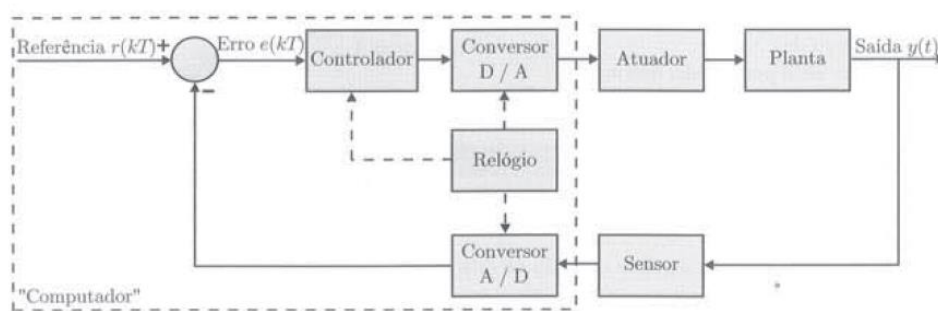 Referência r(kT)
+
Erro e(kT)
Controlador
Conversor
D / A
Atuador
Planta
Saída y(t)
-
Relógio
Conversor
A / D
Sensor
"Computador"